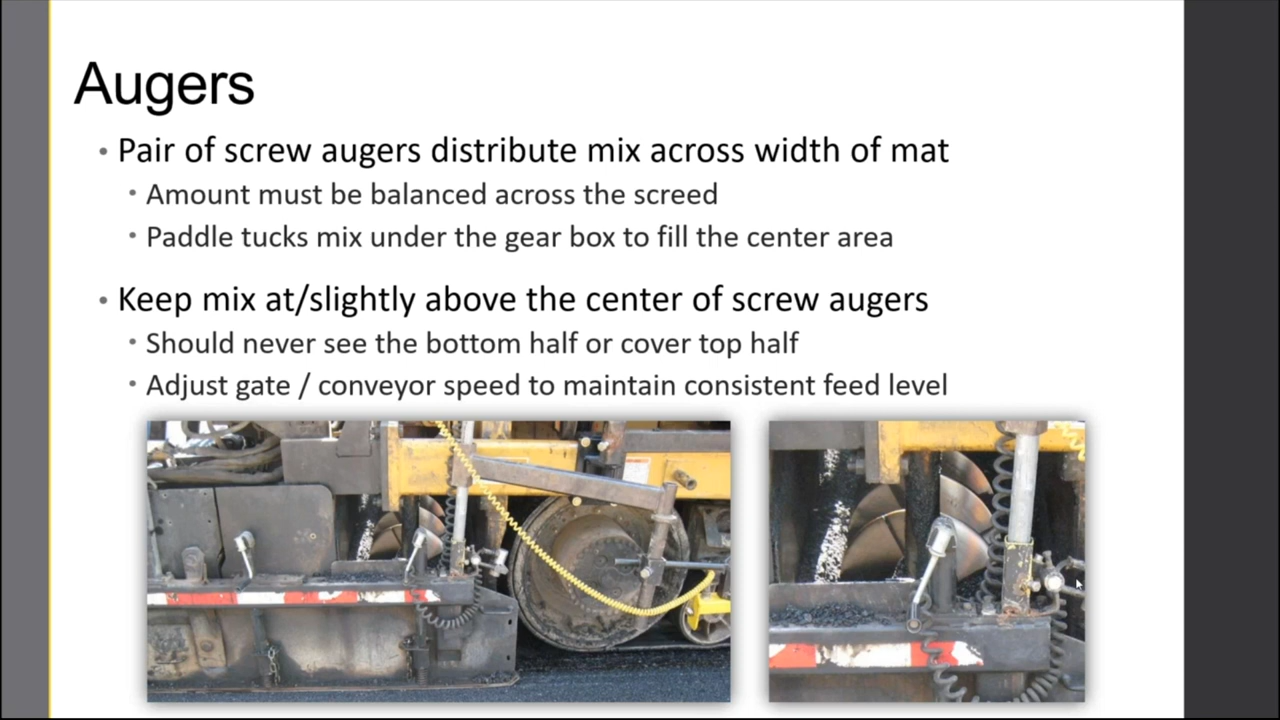 Augers
• Pair of screw augers distribute mix across width of mat
• Amount must be balanced across the screed
• Paddle tucks mix under the gear box to fill the center area
• Keep mix at/slightly above the center of screw augers
• Should never see the bottom half or cover top half
• Adjust gate / conveyor speed to maintain consistent feed level